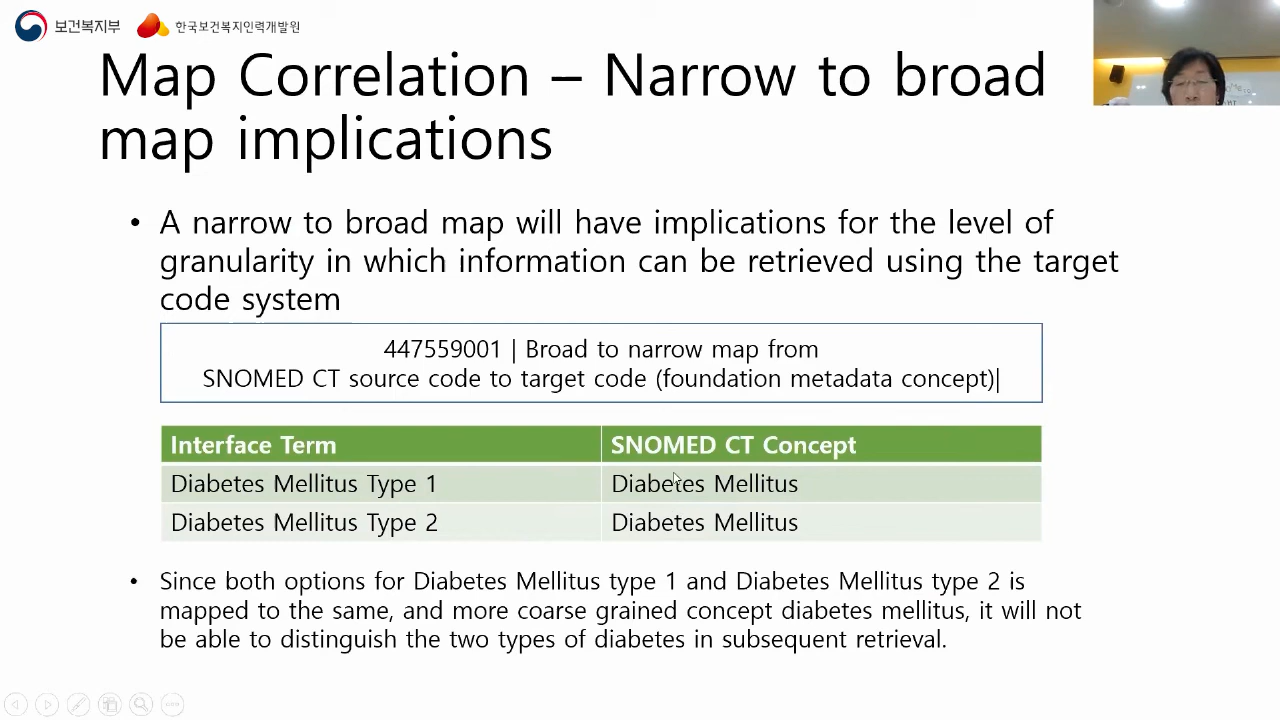 보건복지부 한국보건복지인력개발원
Map Correlation – Narrow to broad
map implications
• A narrow to broad map will have implications for the level of
granularity in which information can be retrieved using the target
code system
447559001 | Broad to narrow map from
SNOMED CT source code to target code (foundation metadata concept)|
Interface Term SNOMED CT Concept
Diabetes Mellitus Type 1 Diabetes Mellitus
Diabetes Mellitus Type 2 Diabetes Mellitus
• Since both options for Diabetes Mellitus type 1 and Diabetes Mellitus type 2 is
mapped to the same, and more coarse grained concept diabetes mellitus, it will not
be able to distinguish the two types of diabetes in subsequent retrieval.